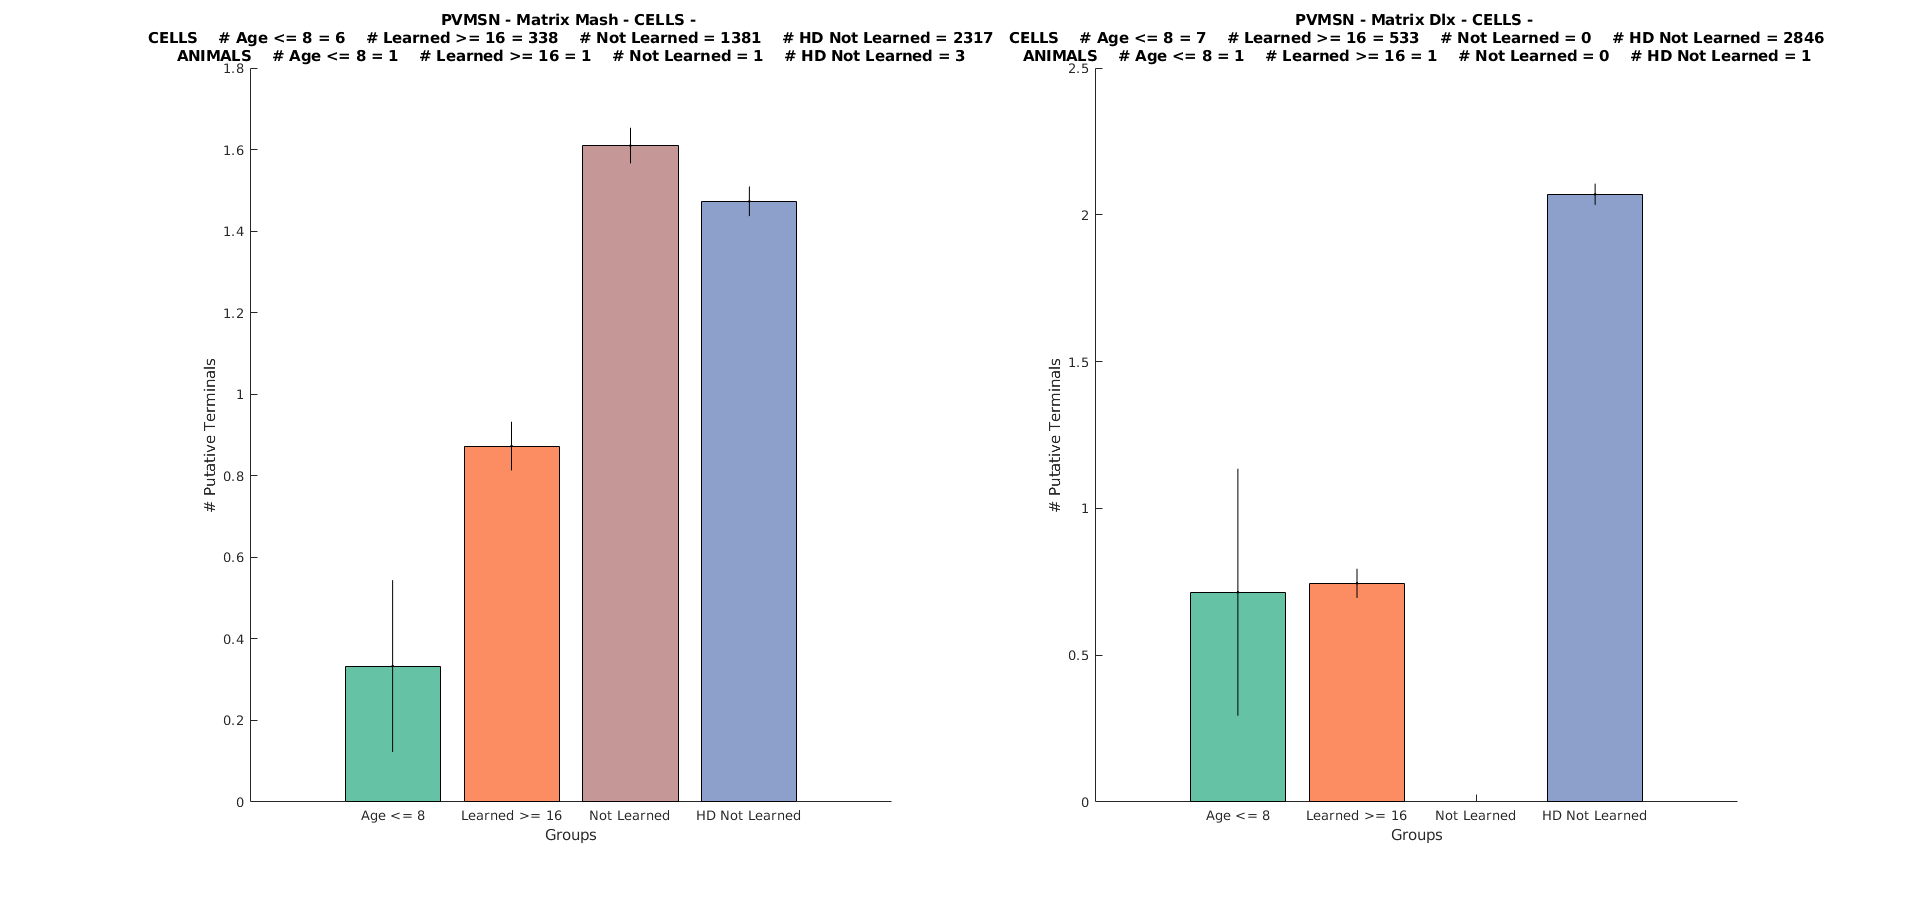 PVMSN - Matrix Mash - CELLS -
CELLS # Age <= 8 = 6 # Learned >= 16 = 338 # Not Learned = 1381 # HD Not Learned = 2317
ANIMALS # Age <= 8 = 1 # Learned >= 16 = 1 # Not Learned = 1 # HD Not Learned = 3
1.8
1.6
1.4
1.2
1
0.8
0.6
0.4
0.2
0
# Putative Terminals
Age <= 8
Learned >= 16
Not Learned
HD Not Learned
Groups
PVMSN - Matrix Dlx - CELLS -
CELLS # Age <= 8 = 7 # Learned >= 16 = 533 # Not Learned = 0 # HD Not Learned = 2846
ANIMALS # Age <= 8 = 1 # Learned >= 16 = 1 # Not Learned = 0 # HD Not Learned = 1
2.5
2
1.5
1
0.5
0
# Putative Terminals
Age <= 8
Learned >= 16
Not Learned
HD Not Learned
Groups